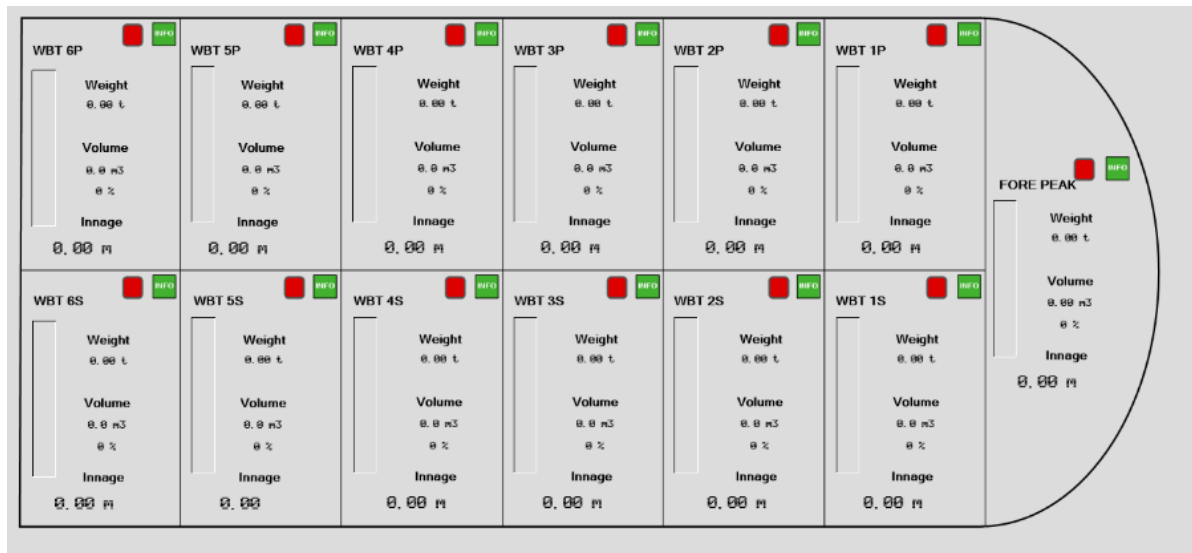 WBT 6P INFO
Weight
0.00 t
Volume
0.0 m3
0 %
Innage
0.00 m
WBT 5P INFO
Weight
0.00 t
Volume
0.0 m3
0 %
Innage
0.00 m
WBT 4P INFO
Weight
0.00 t
Volume
0.0 m3
0 %
Innage
0.00 m
WBT 3P INFO
Weight
0.00 t
Volume
0.0 m3
0 %
Innage
0.00 m
WBT 2P INFO
Weight
0.00 t
Volume
0.0 m3
0 %
Innage
0.00 m
WBT 1P INFO
Weight
0.00 t
Volume
0.0 m3
0 %
Innage
0.00 m
FORE PEAK INFO
Weight
0.00 t
Volume
0.00 m3
0 %
Innage
0.00 m
WBT 6S INFO
Weight
0.00 t
Volume
0.0 m3
0 %
Innage
0.00 m
WBT 5S INFO
Weight
0.00 t
Volume
0.0 m3
0 %
Innage
0.00
WBT 4S INFO
Weight
0.00 t
Volume
0.0 m3
0 %
Innage
0.00 m
WBT 3S INFO
Weight
0.00 t
Volume
0.0 m3
0 %
Innage
0.00 m
WBT 2S INFO
Weight
0.00 t
Volume
0.0 m3
0 %
Innage
0.00 m
WBT 1S INFO
Weight
0.00 t
Volume
0.0 m3
0 %
Innage
0.00 m